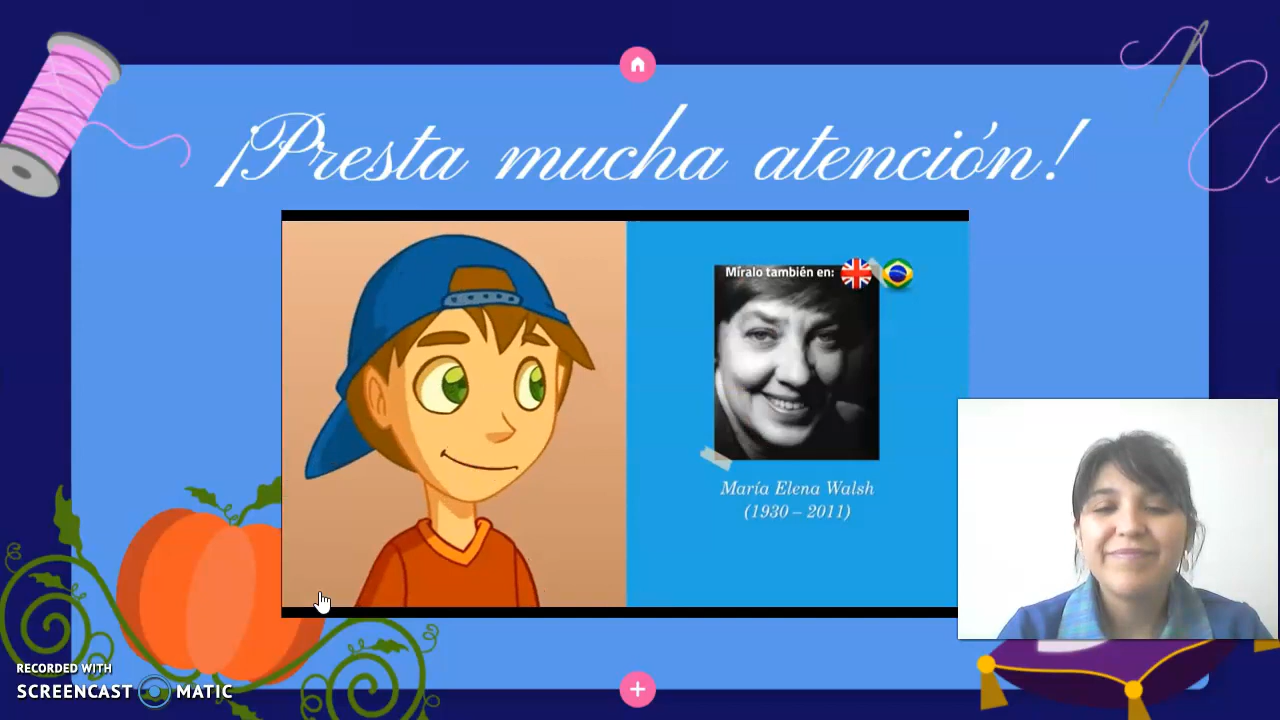 ¡Presta mucha atención!
Míralo también en:
María Elena Walsh
(1930 – 2011)
RECORDED WITH
SCREENCAST MATIC